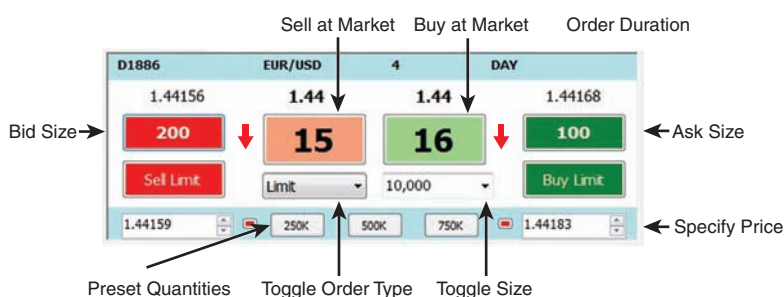 Sell at Market Buy at Market Order Duration
D1886 EUR/USD 4 DAY
1.44156 1.44 1.44 1.44168
Bid Size 200 15 16 100 Ask Size
Sell Limit Limit 10,000 Buy Limit
1.44159 250K 500K 750K 1.44183 Specify Price
Preset Quantities Toggle Order Type Toggle Size